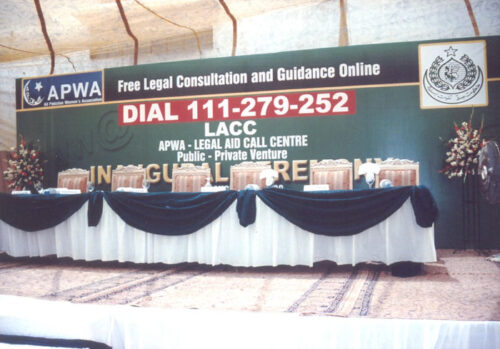 APWA
All Pakistan Women's Association
Free Legal Consultation and Guidance Online
DIAL 111-279-252
LACC
APWA - LEGAL AID CALL CENTRE
Public - Private Venture